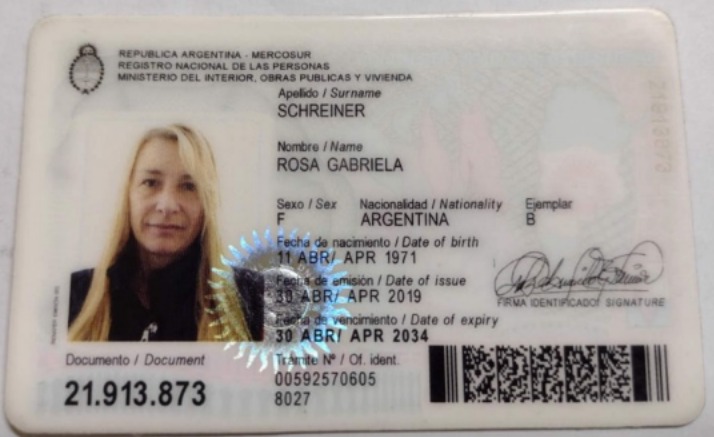 REPUBLICA ARGENTINA - MERCOSUR
REGISTRO NACIONAL DE LAS PERSONAS
MINISTERIO DEL INTERIOR, OBRAS PUBLICAS Y VIVIENDA
Apellido / Surname
SCHREINER
Nombre / Name
ROSA GABRIELA
Sexo / Sex Nacionalidad / Nationality Ejemplar
F ARGENTINA B
Fecha de nacimiento / Date of birth
11 ABR/ APR 1971
Fecha de emisión / Date of issue
30 ABR/ APR 2019
FIRMA IDENTIFICADO/ SIGNATURE
Fecha de vencimiento / Date of expiry
30 ABR/ APR 2034
Documento / Document Trámite Nº / Of. ident.
21.913.873 00592570605
8027